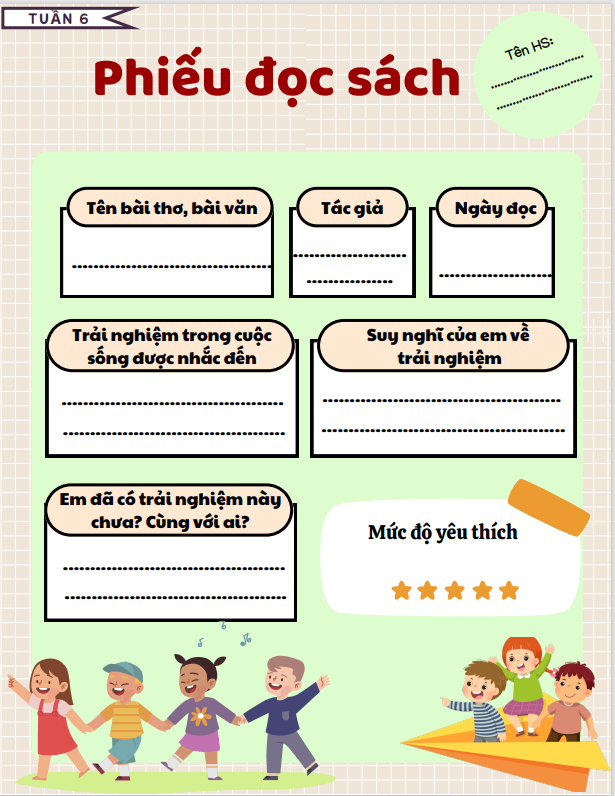 TUẦN 6
Phiếu đọc sách
Tên HS:
Tên bài thơ, bài văn
Tác giả
Ngày đọc
Trải nghiệm trong cuộc
sống được nhắc đến
Suy nghĩ của em về
trải nghiệm
Em đã có trải nghiệm này
chưa? Cùng với ai?
Mức độ yêu thích